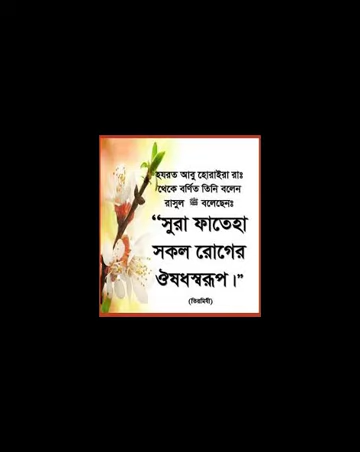 হযরত আবু হোরাইরা রাঃ
থেকে বর্ণিত তিনি বলেন
রাসুল ﷺ বলেছেনঃ
“সুরা ফাতেহা
সকল রোগের
ঔষধস্বরূপ।”
(তিরমিযী)